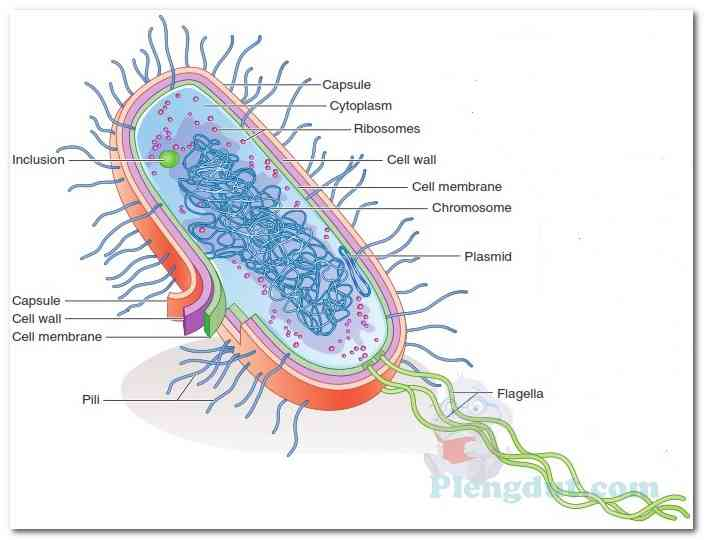 Capsule
Cytoplasm
Ribosomes
Inclusion
Cell wall
Cell membrane
Chromosome
Plasmid
Capsule
Cell wall
Cell membrane
Pili
Flagella
Plengdut.com